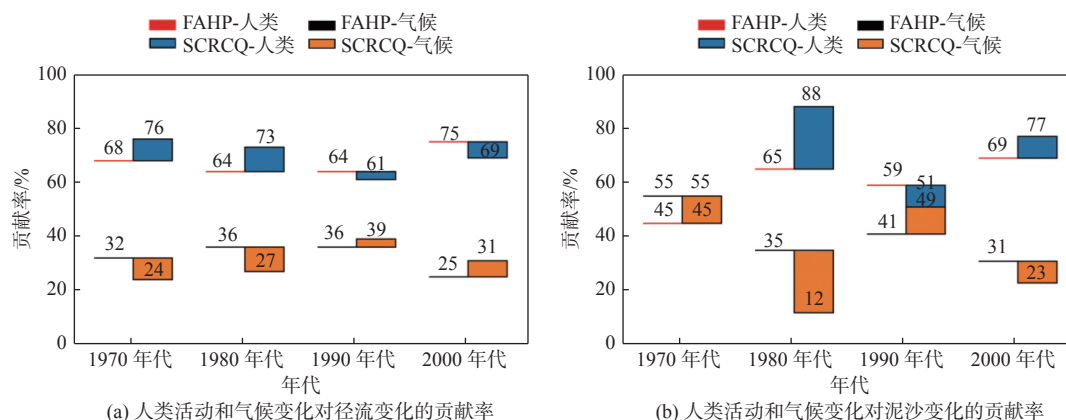 FAHP-人类 FAHP-气候
SCRCQ-人类 SCRCQ-气候
贡献率/%
100
80
60
40
20
0
68 76 64 73 64 61 75 69
32 24 36 27 36 39 25 31
1970 年代 1980 年代 1990 年代 2000 年代
年代
(a) 人类活动和气候变化对径流变化的贡献率
FAHP-人类 FAHP-气候
SCRCQ-人类 SCRCQ-气候
贡献率/%
100
80
60
40
20
0
55 55 65 88 59 51 69 77
45 45 35 12 41 49 31 23
1970 年代 1980 年代 1990 年代 2000 年代
年代
(b) 人类活动和气候变化对泥沙变化的贡献率